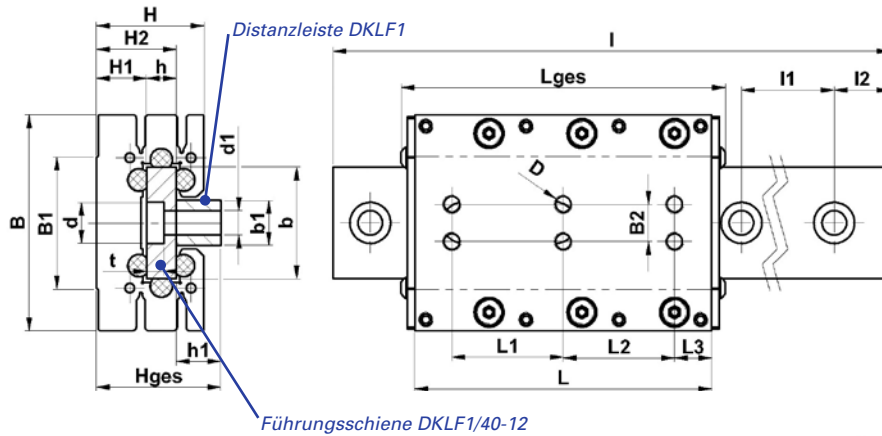 H
Distanzleiste DKLF1
H2
l
H1
h
Lges
l1
l2
d1
D
B
B1
d
b1
b
B2
t
h1
L1
L2
L3
Hges
L
Führungsschiene DKLF1/40-12